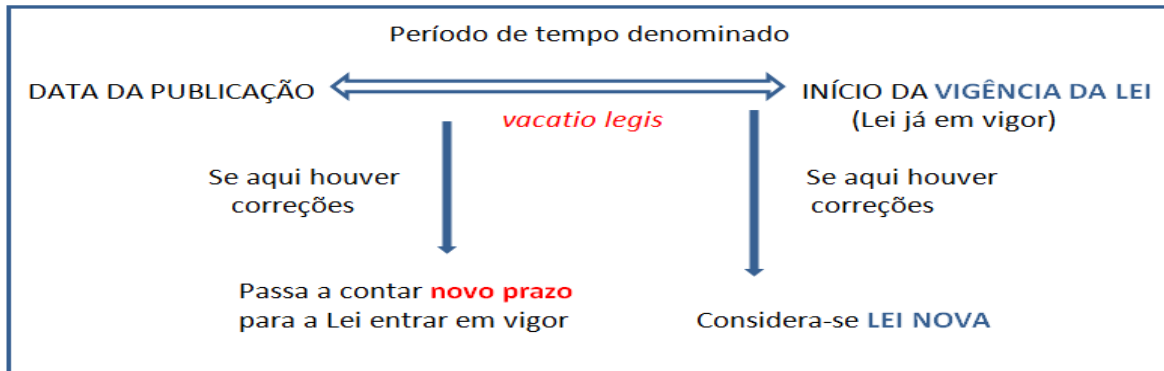 Período de tempo denominado
DATA DA PUBLICAÇÃO
INÍCIO DA VIGÊNCIA DA LEI
vacatio legis
(Lei já em vigor)
Se aqui houver
correções
Se aqui houver
correções
Passa a contar novo prazo
para a Lei entrar em vigor
Considera-se LEI NOVA